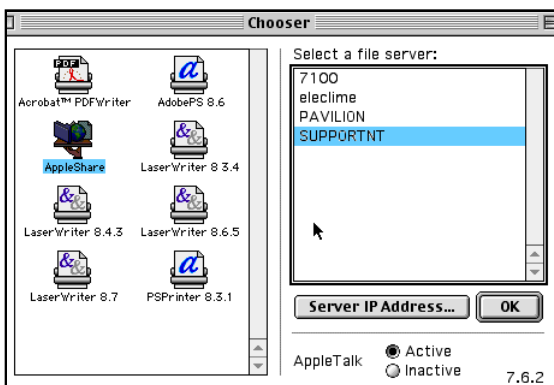 Chooser
PDF
Acrobat™ PDFWriter
AdobePS 8.6
AppleShare
LaserWriter 8 3.4
LaserWriter 8.4.3
LaserWriter 8.6.5
LaserWriter 8.7
PSPrinter 8.3.1
Select a file server:
7100
eleclime
PAVILION
SUPPORTNT
Server IP Address...
OK
AppleTalk
Active
Inactive
7.6.2